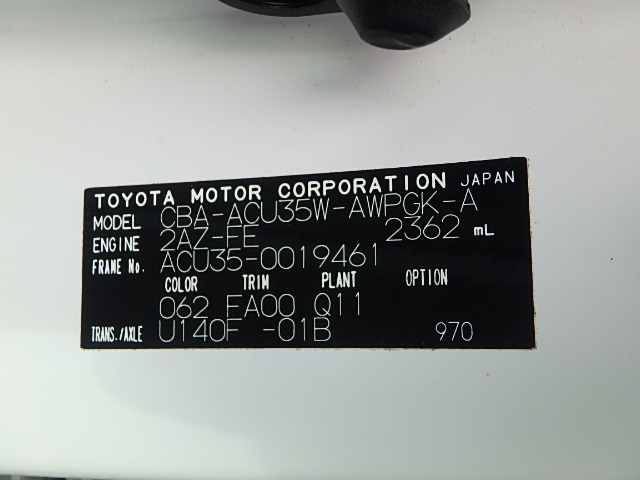 TOYOTA MOTOR CORPORATION JAPAN
MODEL CBA-ACU35W-AWPGK-A
ENGINE 2AZ-FE 2362 mL
FRAME No. ACU35-0019461
COLOR TRIM PLANT OPTION
062 FA00 Q11
TRANS./AXLE U140F -01B 970